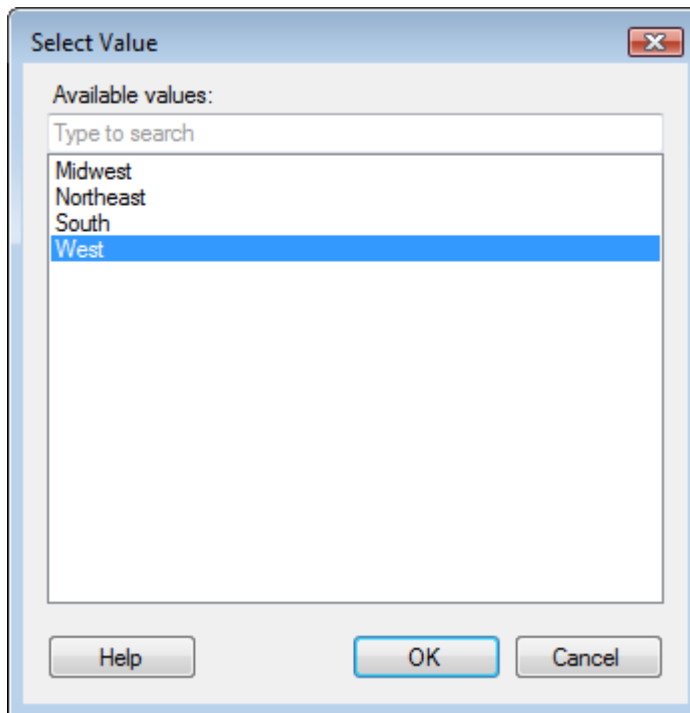 Select Value
Available values:
Type to search
Midwest
Northeast
South
West
Help OK Cancel